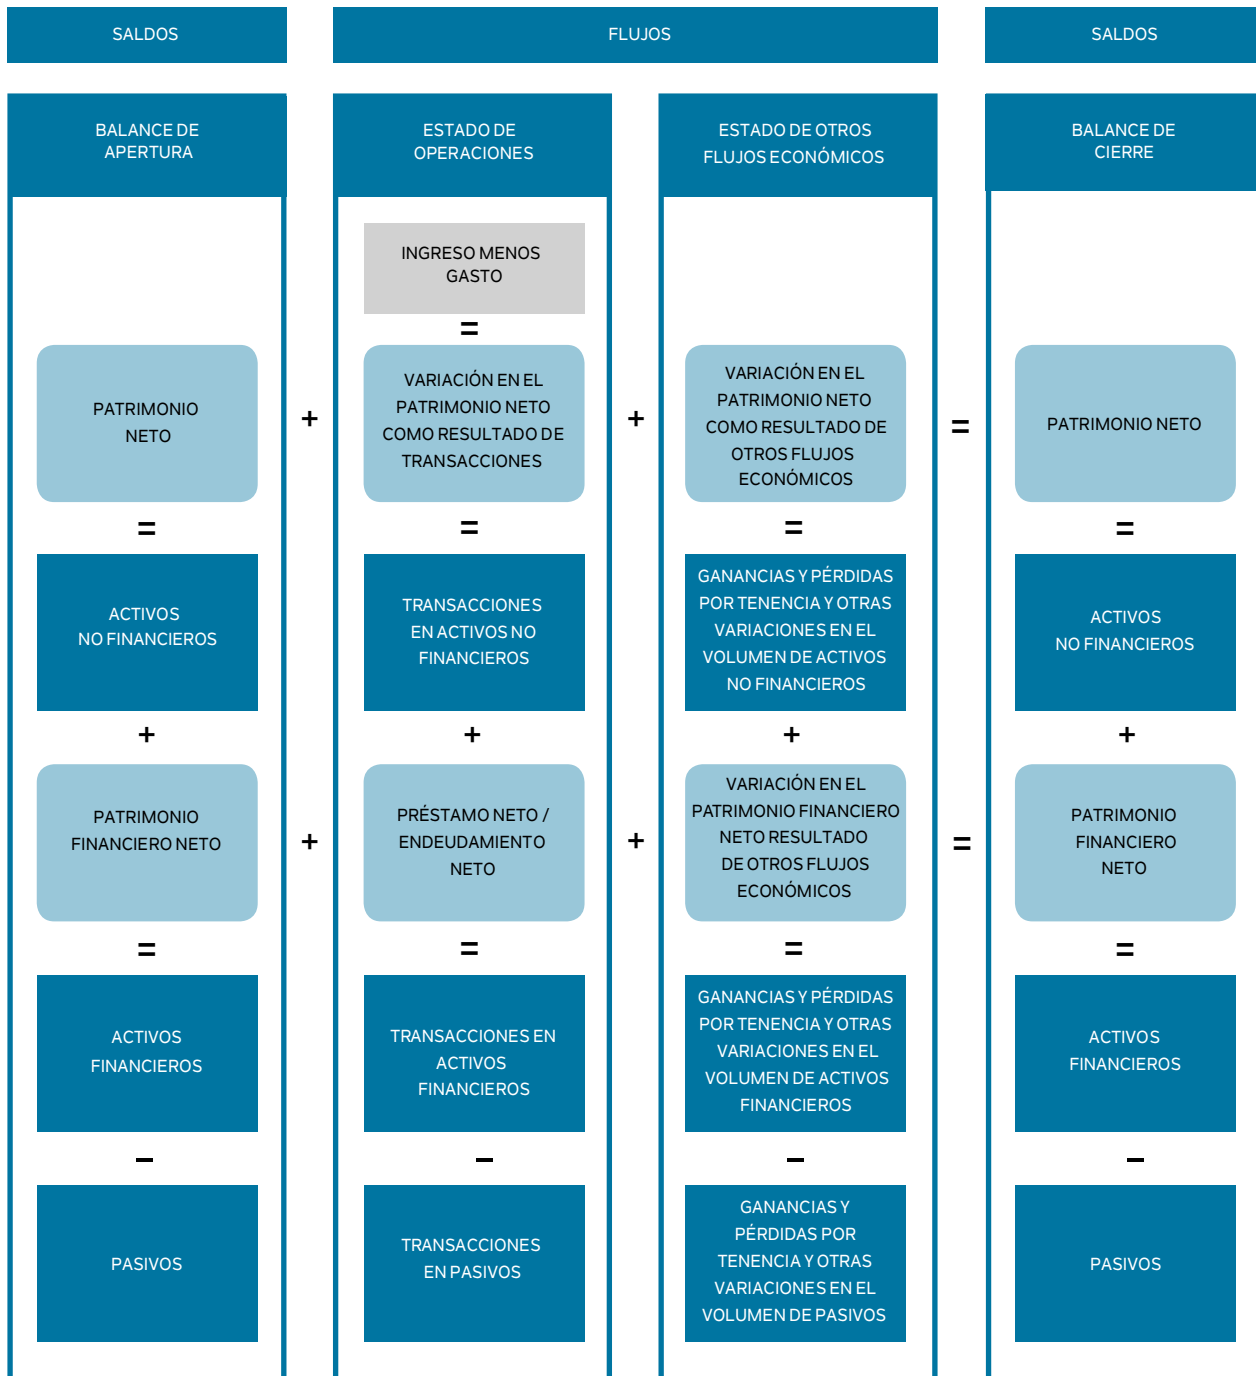 SALDOS
FLUJOS
SALDOS
BALANCE DE
APERTURA
ESTADO DE
OPERACIONES
ESTADO DE OTROS
FLUJOS ECONÓMICOS
BALANCE DE
CIERRE
INGRESO MENOS
GASTO
=
PATRIMONIO
NETO
+
VARIACIÓN EN EL
PATRIMONIO NETO
COMO RESULTADO DE
TRANSACCIONES
+
VARIACIÓN EN EL
PATRIMONIO NETO
COMO RESULTADO DE
OTROS FLUJOS
ECONÓMICOS
=
PATRIMONIO NETO
=
=
=
=
ACTIVOS
NO FINANCIEROS
TRANSACCIONES
EN ACTIVOS NO
FINANCIEROS
GANANCIAS Y PÉRDIDAS
POR TENENCIA Y OTRAS
VARIACIONES EN EL
VOLUMEN DE ACTIVOS
NO FINANCIEROS
ACTIVOS
NO FINANCIEROS
+
+
+
+
PATRIMONIO
FINANCIERO NETO
+
PRÉSTAMO NETO /
ENDEUDAMIENTO
NETO
+
VARIACIÓN EN EL
PATRIMONIO FINANCIERO
NETO RESULTADO
DE OTROS FLUJOS
ECONÓMICOS
=
PATRIMONIO
FINANCIERO
NETO
=
=
=
=
ACTIVOS
FINANCIEROS
TRANSACCIONES EN
ACTIVOS
FINANCIEROS
GANANCIAS Y PÉRDIDAS
POR TENENCIA Y OTRAS
VARIACIONES EN EL
VOLUMEN DE ACTIVOS
FINANCIEROS
ACTIVOS
FINANCIEROS
–
–
–
–
PASIVOS
TRANSACCIONES
EN PASIVOS
GANANCIAS Y
PÉRDIDAS POR
TENENCIA Y OTRAS
VARIACIONES EN EL
VOLUMEN DE PASIVOS
PASIVOS